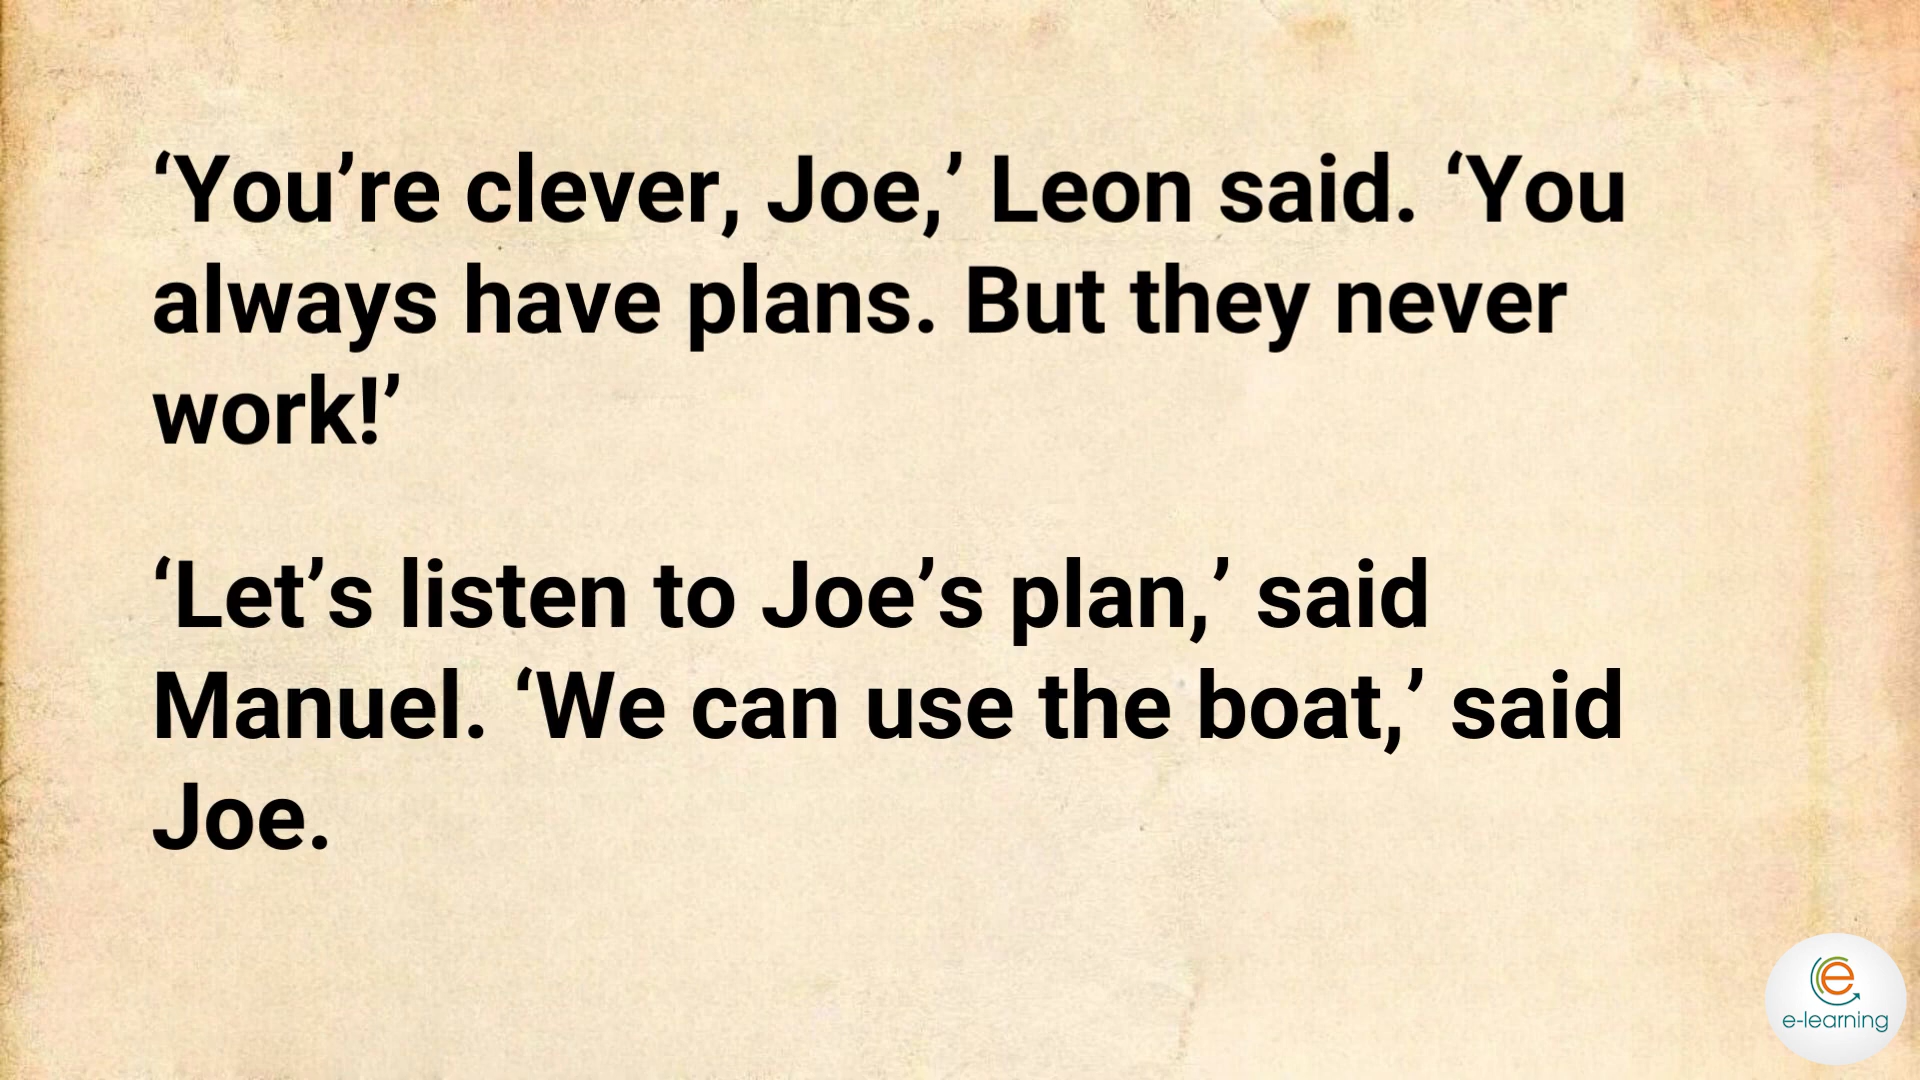 ‘You’re clever, Joe,’ Leon said. ‘You
always have plans. But they never
work!’
‘Let’s listen to Joe’s plan,’ said
Manuel. ‘We can use the boat,’ said
Joe.
e
e-learning